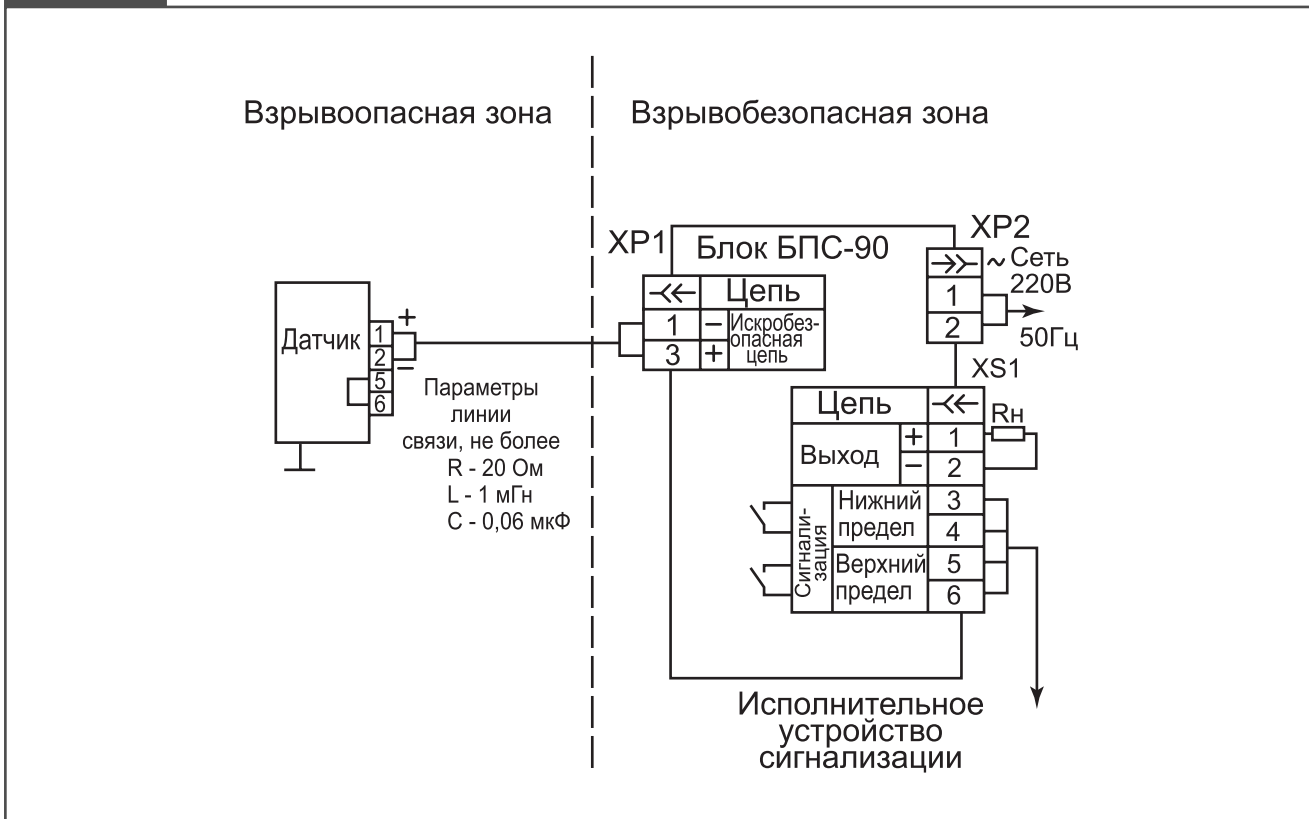 Взрывоопасная зона
Взрывобезопасная зона
ХР1
Блок БПС-90
ХР2
~ Сеть
220В
1
2
50Гц
Цепь
1
–
Искробез-
опасная
цепь
3
+
Датчик
1
+
2
–
5
6
Параметры
линии
связи, не более
R - 20 Ом
L - 1 мГн
С - 0,06 мкФ
XS1
Цепь
Rн
Выход
+
1
–
2
Сигнали-
зация
Нижний
предел
3
4
Верхний
предел
5
6
Исполнительное
устройство
сигнализации